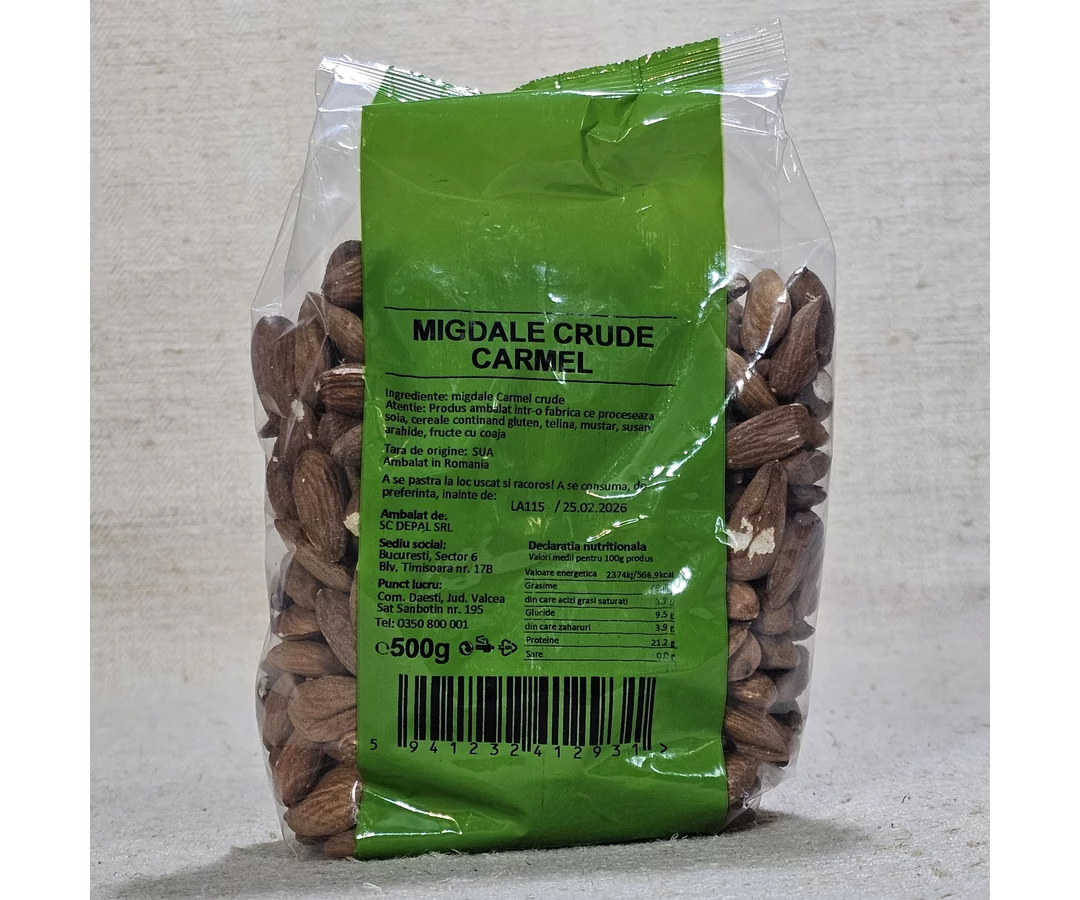 MIGDALE CRUDE
CARMEL
Ingrediente: migdale Carmel crude
Atentie: Produs ambalat intr-o fabrica ce proceseaza
soia, cereale continand gluten, telina, mustar, susan,
arahide, fructe cu coaja
Tara de origine: SUA
Ambalat in Romania
A se pastra la loc uscat si racoros! A se consuma, de
preferinta, inainte de:
LA115 / 25.02.2026
Ambalat de:
SC DEPAL SRL
Sediu social:
Bucuresti, Sector 6
Blv. Timisoara nr. 17B
Punct lucru:
Com. Daesti, Jud. Valcea
Sat Sanbotin nr. 195
Tel: 0350 800 001
℮500g
Declaratia nutritionala
Valori medii pentru 100g produs
Valoare energetica 2374kj/566,9kcal
Grasime
din care acizi grasi saturati
Glucide 9.5 g
din care zaharuri 3.9 g
Proteine 21.2 g
Sare 0.0 g
5 941232 412931 >